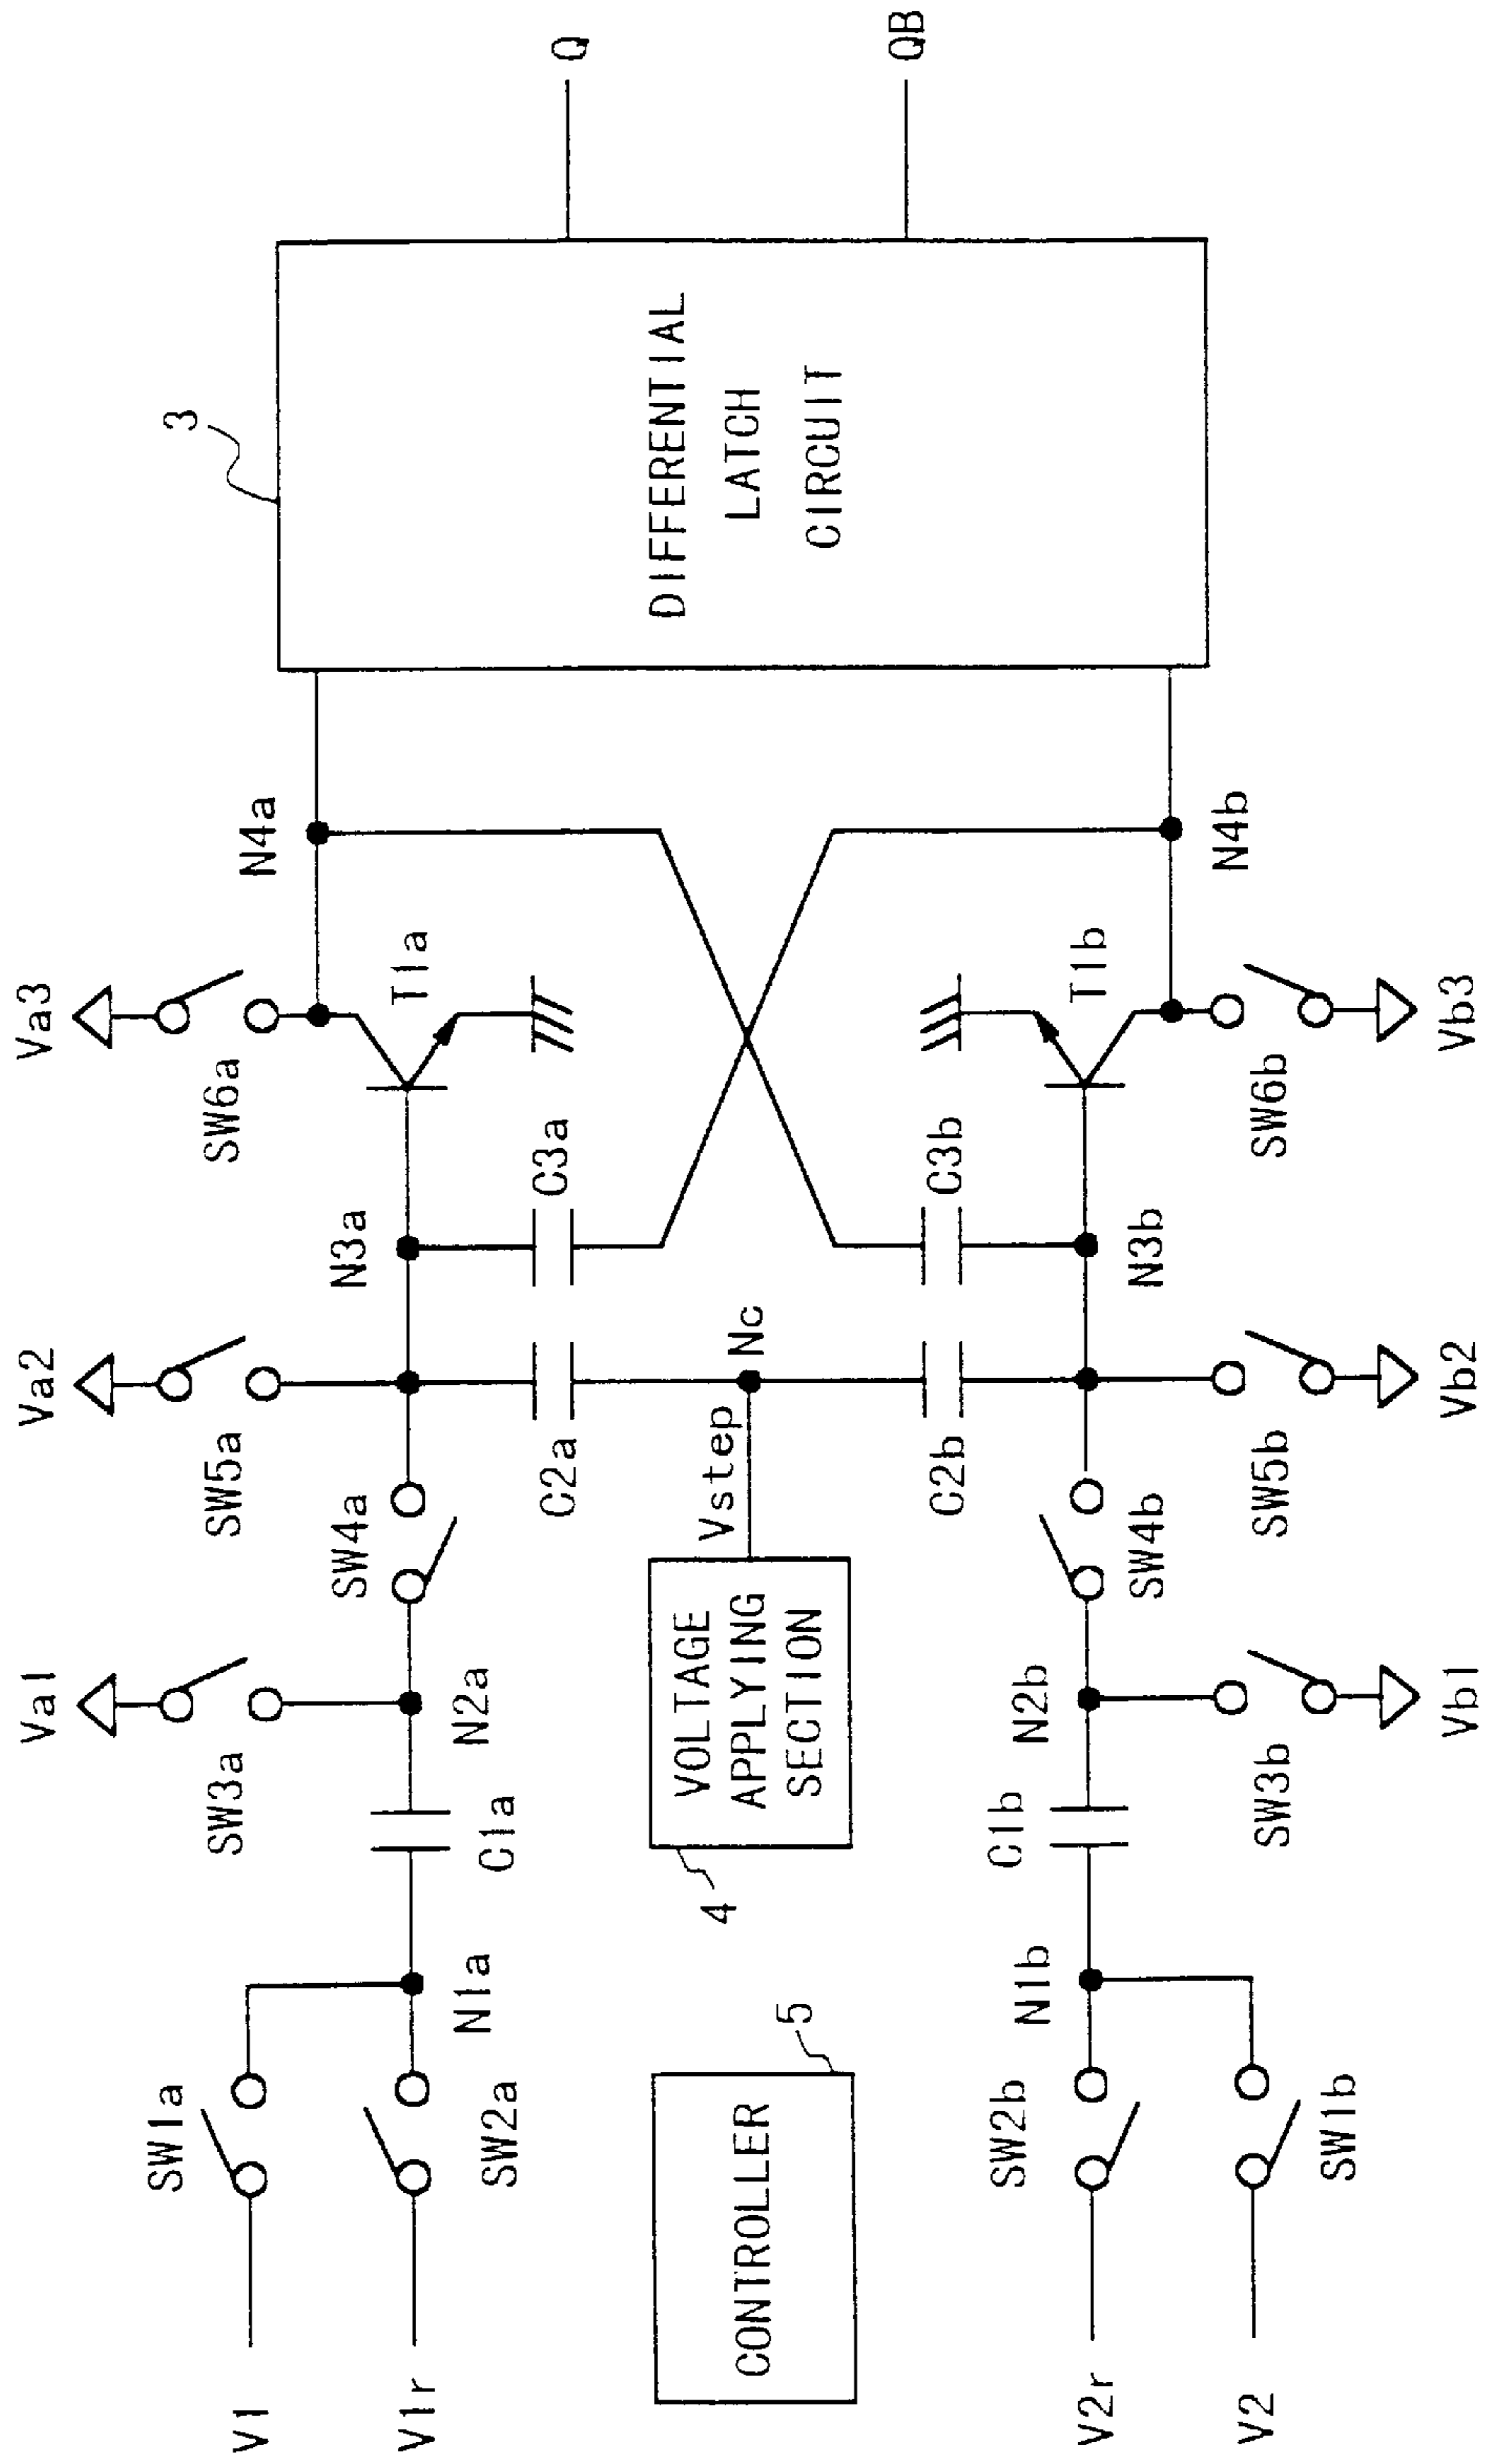 Va1
Va2
Va3
SW3a
SW5a
SW6a
3
SW1a
V1
N4a
SW4a
N3a
T1a
V1r
SW2a
N1a
C1a
N2a
C2a
C3a
Q
CONTROLLER
5
4
VOLTAGE
APPLYING
SECTION
Vstep
Nc
DIFFERENTIAL
LATCH
CIRCUIT
V2r
SW2b
N1b
C1b
N2b
C2b
C3b
QB
SW4b
N3b
T1b
V2
SW1b
SW3b
SW5b
SW6b
N4b
Vb1
Vb2
Vb3